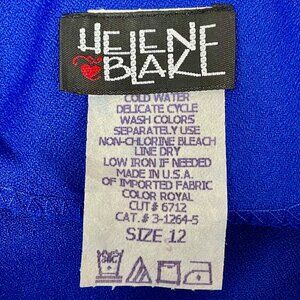 HELENE
BLAKE
COLD WATER
DELICATE CYCLE
WASH COLORS
SEPARATELY USE
NON-CHLORINE BLEACH
LINE DRY
LOW IRON IF NEEDED
MADE IN U.S.A.
OF IMPORTED FABRIC
COLOR ROYAL
CUT# 6712
CAT.# 3-1264-5
SIZE 12